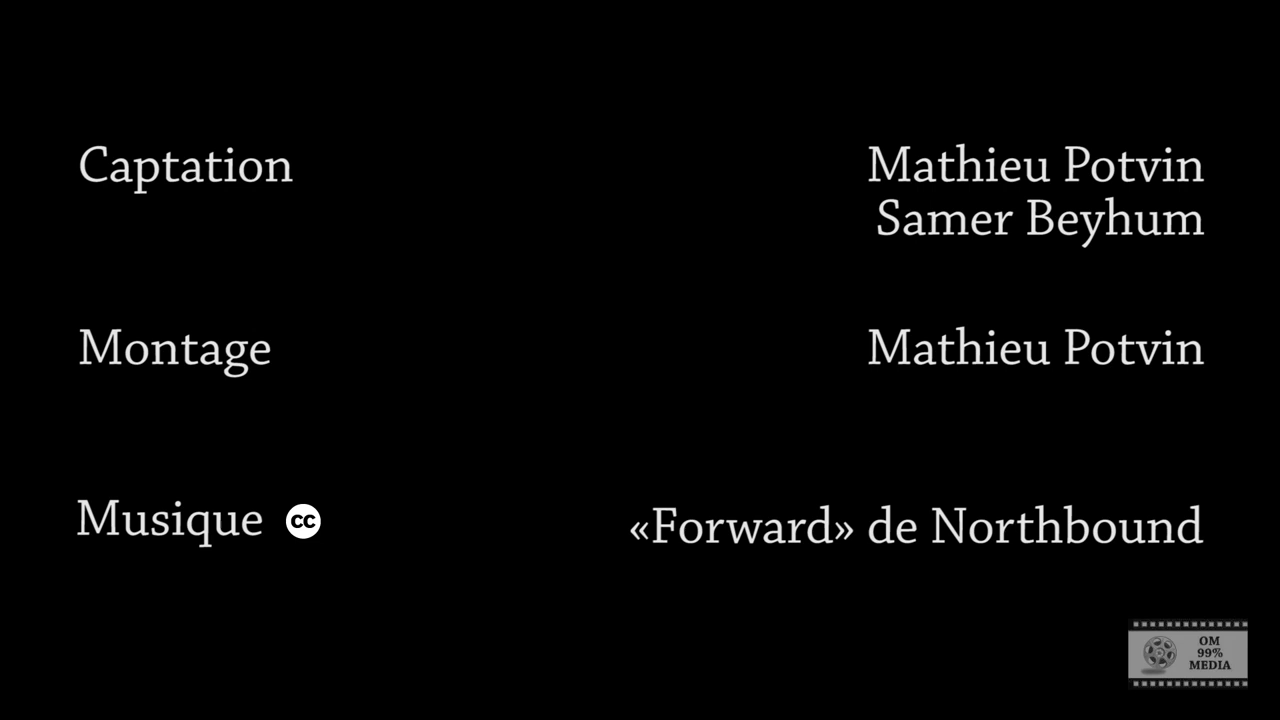 Captation
Mathieu Potvin
Samer Beyhum
Montage
Mathieu Potvin
Musique cc
«Forward» de Northbound
OM
99%
MEDIA